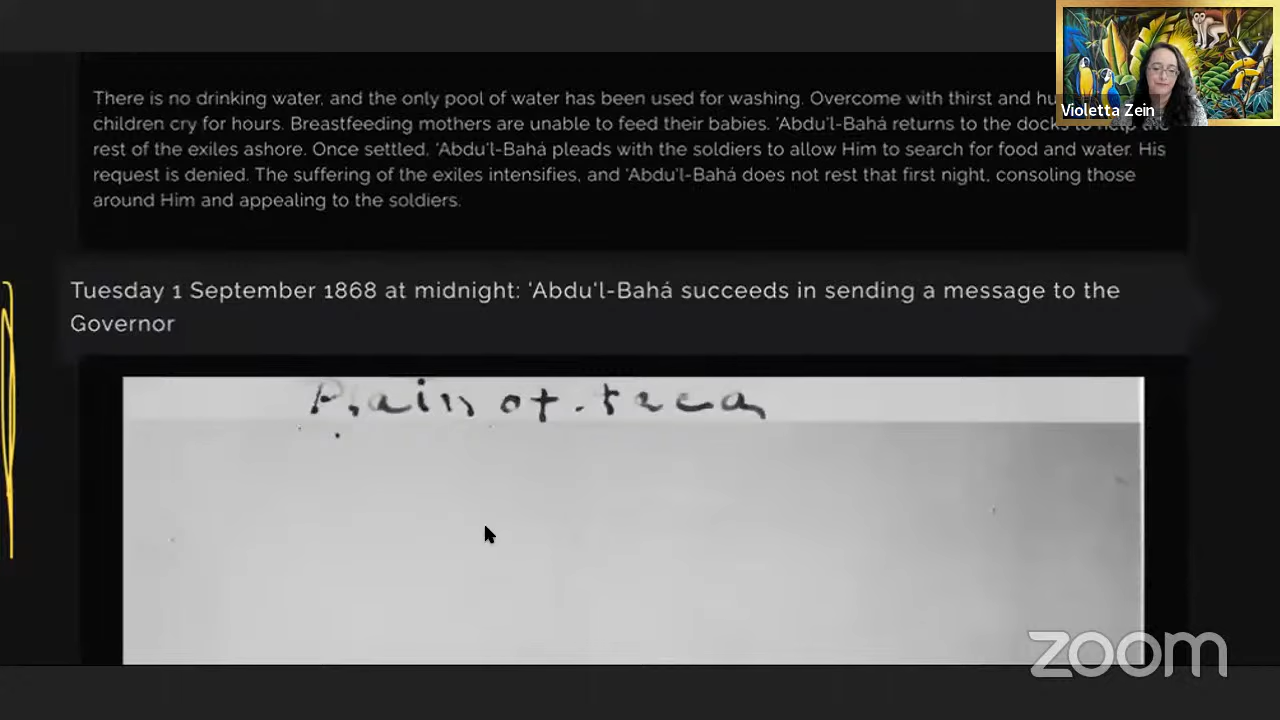 There is no drinking water, and the only pool of water has been used for washing. Overcome with thirst and
children cry for hours. Breastfeeding mothers are unable to feed their babies. 'Abdu'l-Bahá returns to the docks to help the
rest of the exiles ashore. Once settled, 'Abdu'l-Bahá pleads with the soldiers to allow Him to search for food and water. His
request is denied. The suffering of the exiles intensifies, and 'Abdu'l-Bahá does not rest that first night, consoling those
around Him and appealing to the soldiers.
Violetta Zein
Tuesday 1 September 1868 at midnight: 'Abdu'l-Bahá succeeds in sending a message to the
Governor
Plain of
zoom